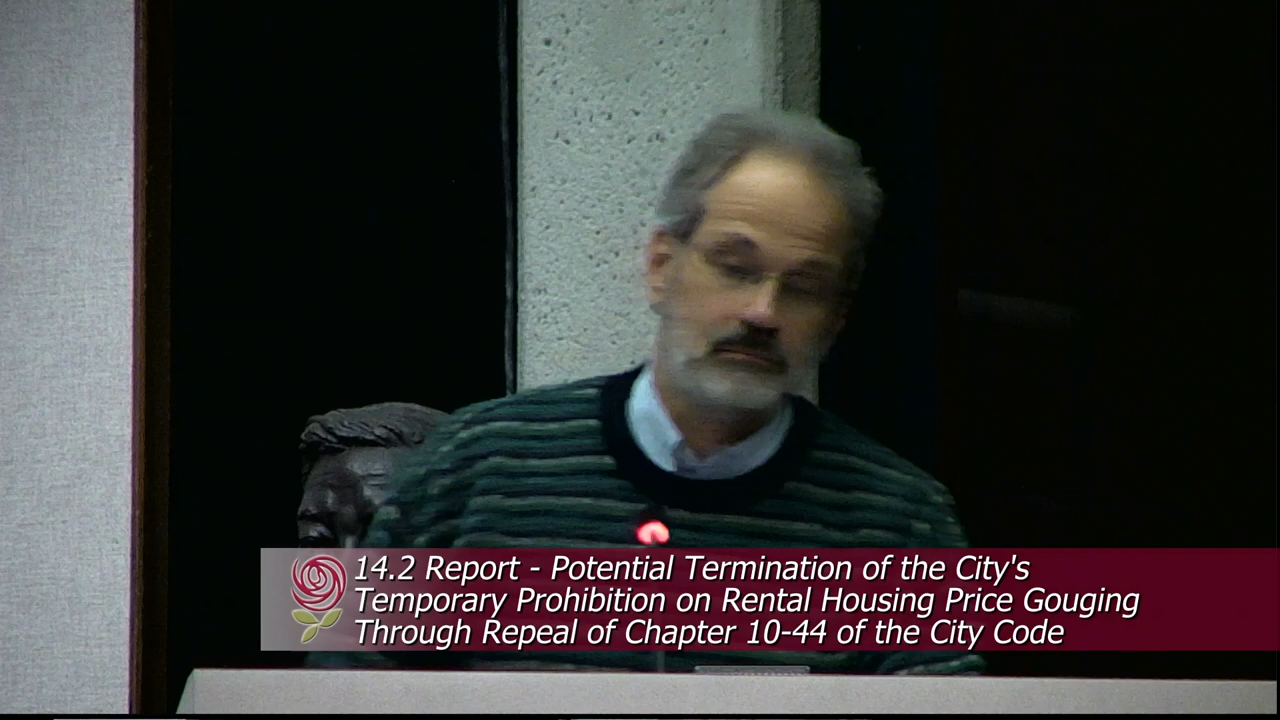 14.2 Report - Potential Termination of the City's
Temporary Prohibition on Rental Housing Price Gouging
Through Repeal of Chapter 10-44 of the City Code